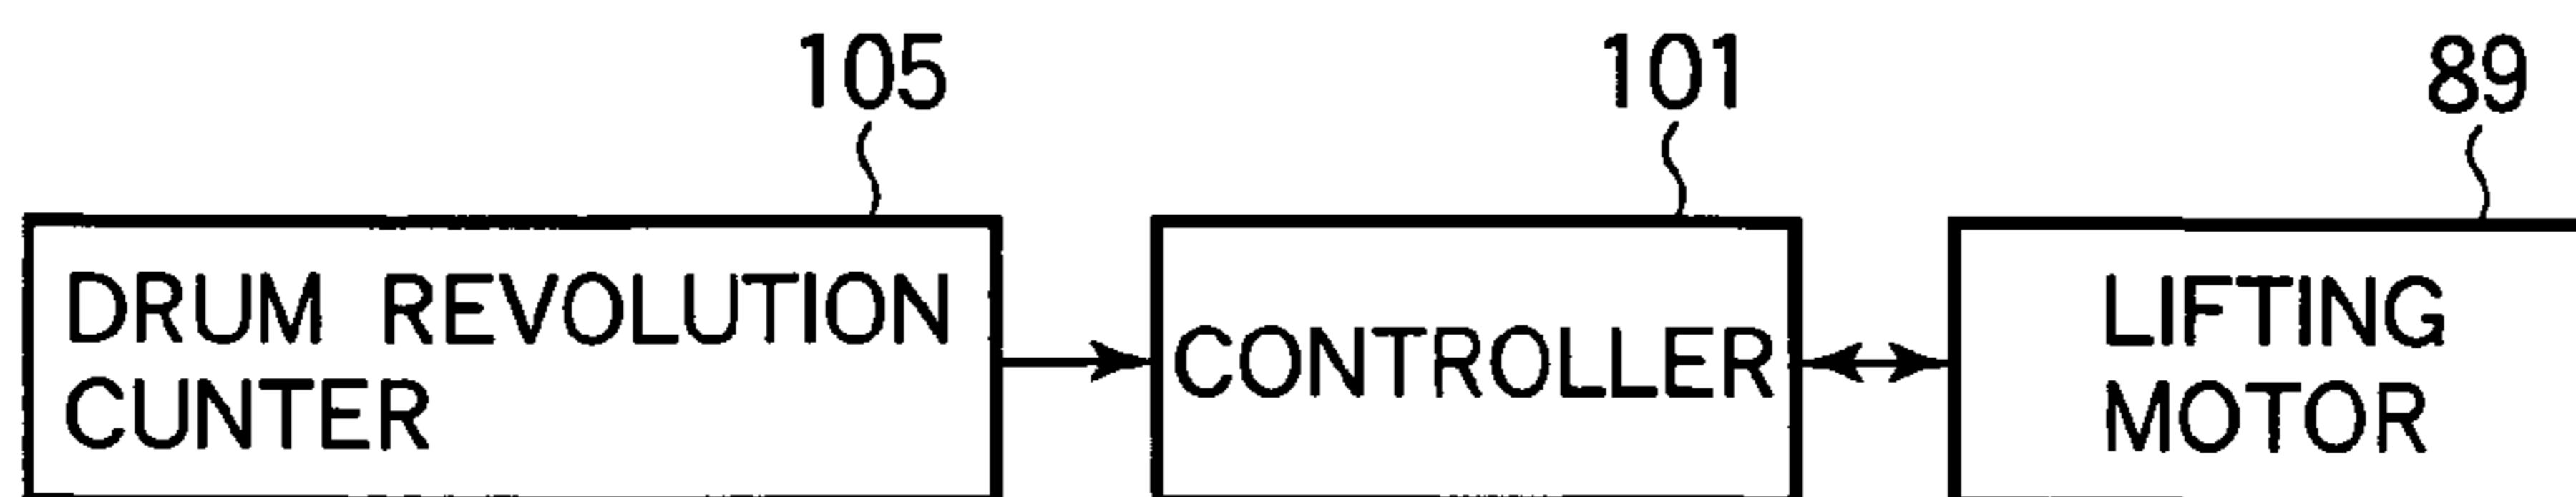 105
101
89
DRUM REVOLUTION
CUNTER
CONTROLLER
LIFTING
MOTOR